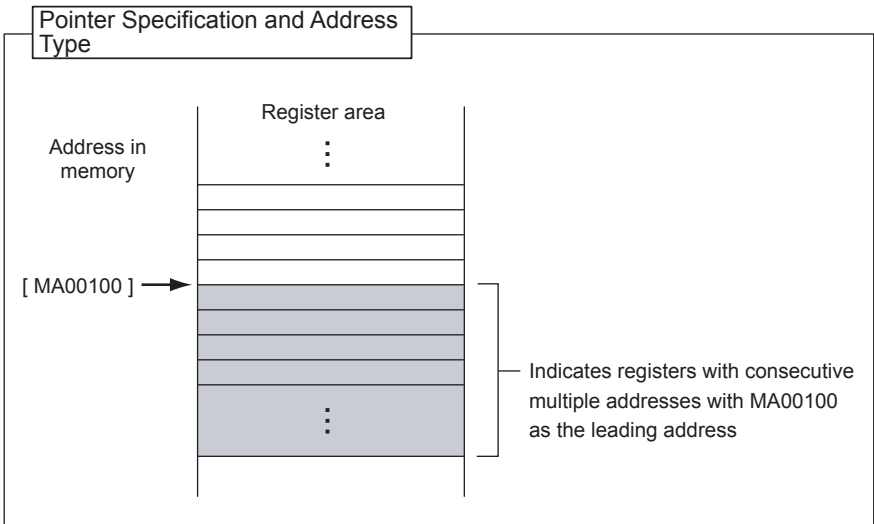 Pointer Specification and Address
Type
Register area
Address in
memory
[ MA00100 ]
Indicates registers with consecutive
multiple addresses with MA00100
as the leading address